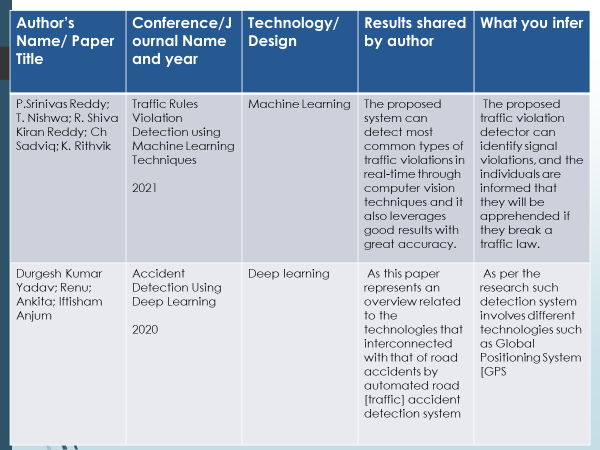 Author's
Name/ Paper
Title
Conference/J
ournal Name
and year
Technology/
Design
Results shared
by author
What you infer
P.Srinivas Reddy;
T. Nishwa; R. Shiva
Kiran Reddy; Ch
Sadviq; K. Rithvik
Traffic Rules
Violation
Detection using
Machine Learning
Techniques
2021
Machine Learning
The proposed
system can
detect most
common types of
traffic violations in
real-time through
computer vision
techniques and it
also leverages
good results with
great accuracy.
The proposed
traffic violation
detector can
identify signal
violations, and the
individuals are
informed that
they will be
apprehended if
they break a
traffic law.
Durgesh Kumar
Yadav; Renu;
Ankita; Iftisham
Anjum
Accident
Detection Using
Deep Learning
2020
Deep learning
As this paper
represents an
overview related
to the
technologies that
interconnected
with that of road
accidents by
automated road
[traffic] accident
detection system
As per the
research such
detection system
involves different
technologies such
as Global
Positioning System
[GPS